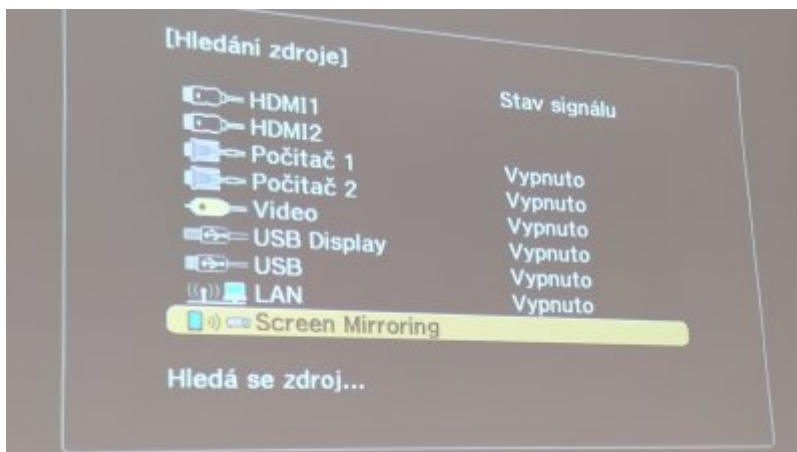 [Hledání zdroje]
Stav signálu
HDMI1
HDMI2
Počítač 1 Vypnuto
Počítač 2 Vypnuto
Video Vypnuto
USB Display Vypnuto
USB Vypnuto
LAN Vypnuto
Screen Mirroring
Hledá se zdroj...